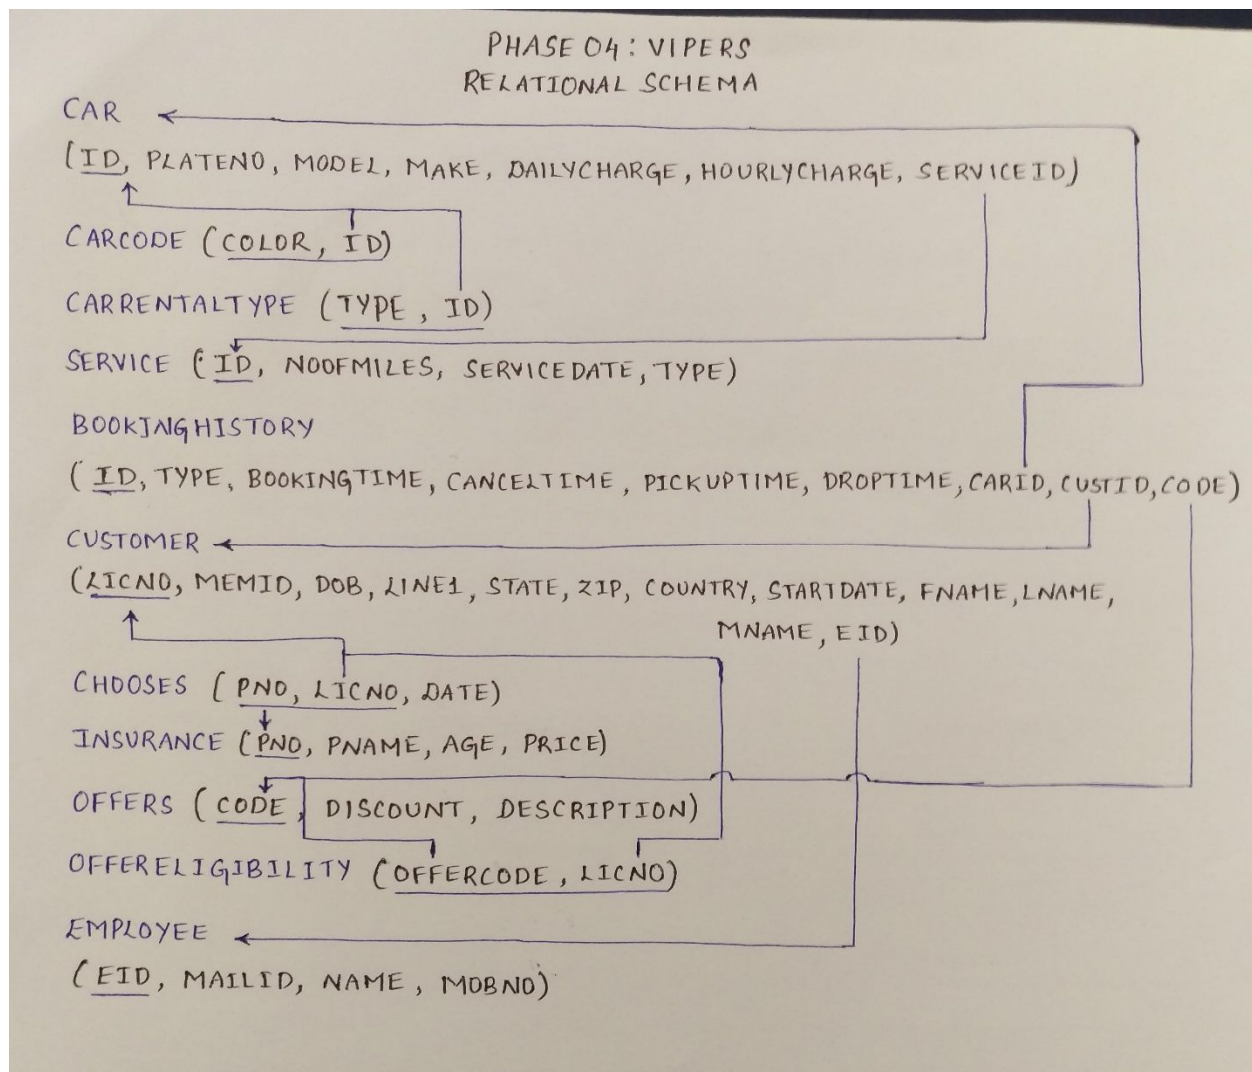 PHASE 04: VIPERS
RELATIONAL SCHEMA
CAR
(ID, PLATENO, MODEL, MAKE, DAILYCHARGE, HOURLYCHARGE, SERVICEID)
CARCODE (COLOR, ID)
CARRENTALTYPE (TYPE, ID)
SERVICE (ID, NOOFMILES, SERVICEDATE, TYPE)
BOOKINGHISTORY
(ID, TYPE, BOOKINGTIME, CANCELTIME, PICKUPTIME, DROPTIME, CARID, CUSTID, CODE)
CUSTOMER
(LICNO, MEMID, DOB, LINE1, STATE, ZIP, COUNTRY, STARTDATE, FNAME, LNAME,
MNAME, EID)
CHOOSES (PNO, LICNO, DATE)
INSURANCE (PNO, PNAME, AGE, PRICE)
OFFERS (CODE, DISCOUNT, DESCRIPTION)
OFFERELIGIBILITY (OFFERCODE, LICNO)
EMPLOYEE
(EID, MAILID, NAME, MOBNO)